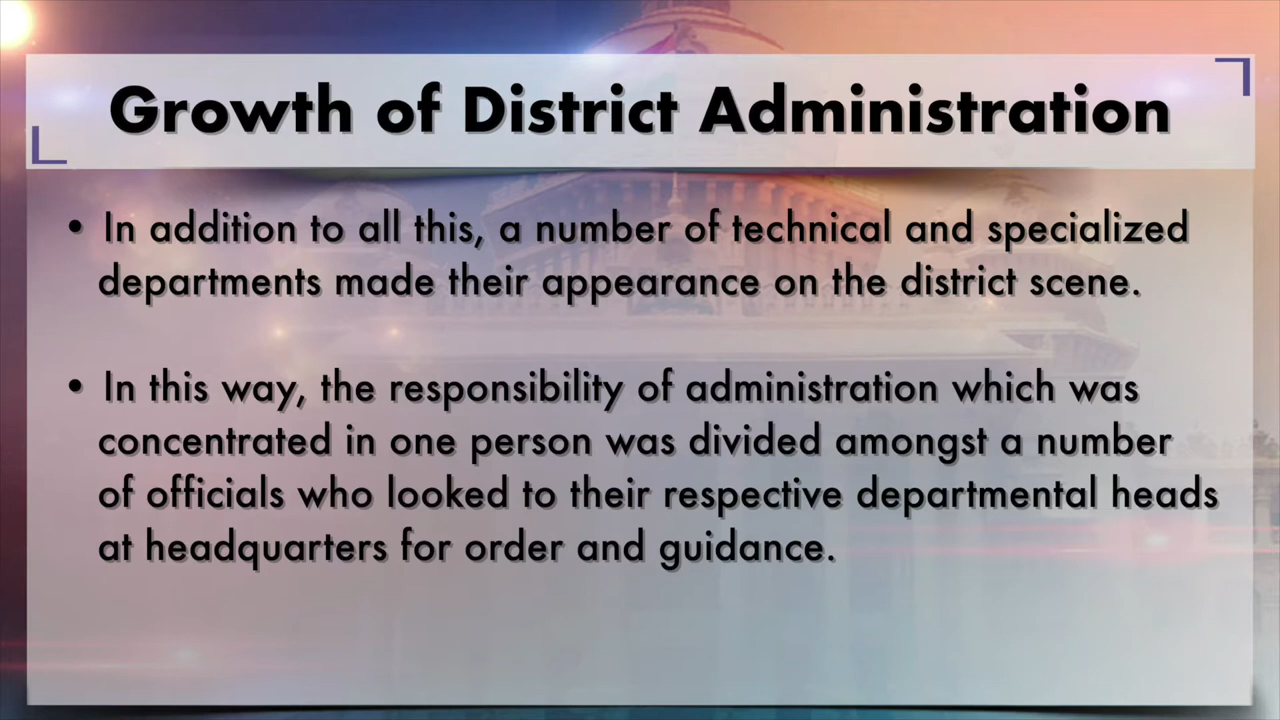 Growth of District Administration
• In addition to all this, a number of technical and specialized
departments made their appearance on the district scene.
• In this way, the responsibility of administration which was
concentrated in one person was divided amongst a number
of officials who looked to their respective departmental heads
at headquarters for order and guidance.